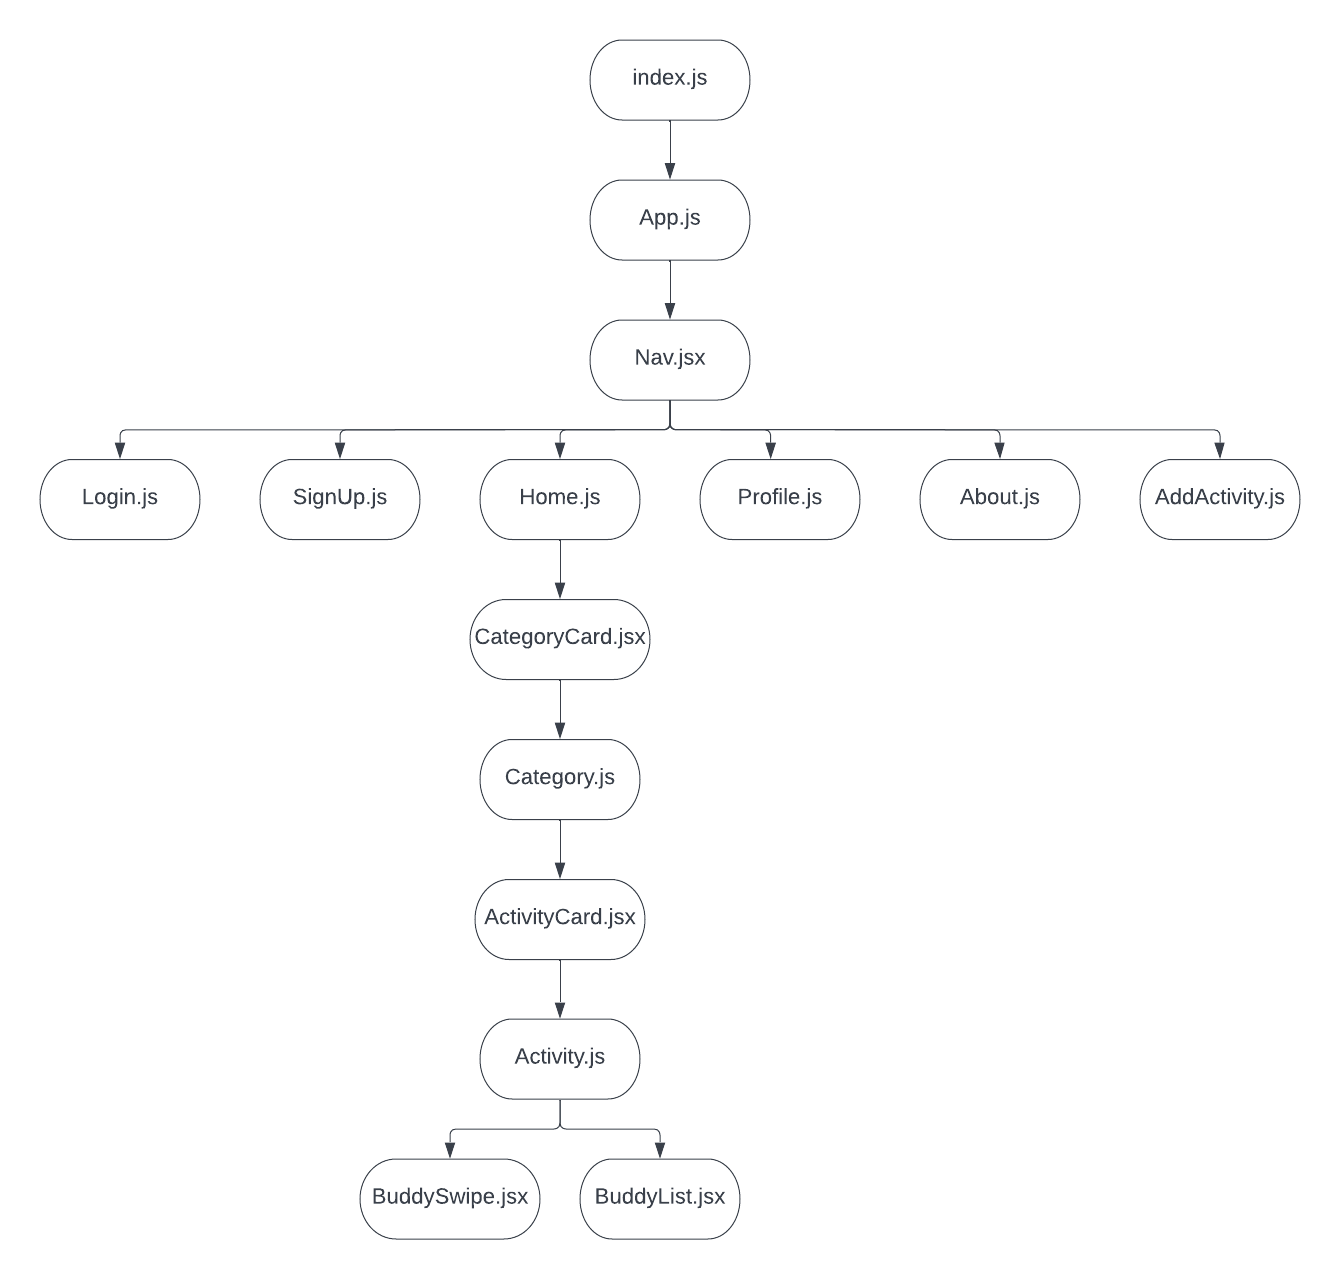 index.js
App.js
Nav.jsx
Login.js
SignUp.js
Home.js
Profile.js
About.js
AddActivity.js
CategoryCard.jsx
Category.js
ActivityCard.jsx
Activity.js
BuddySwipe.jsx
BuddyList.jsx